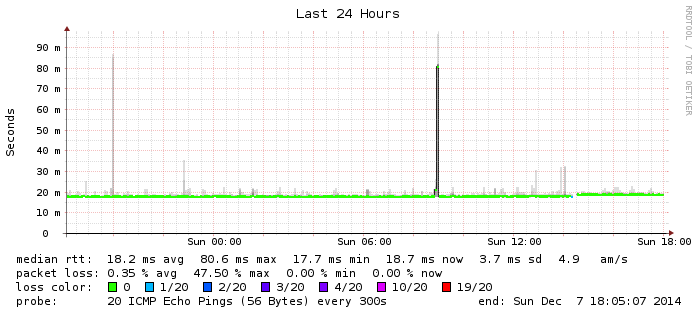 Last 24 Hours
RRDTOOL / TOBI OETIKER
Seconds
90 m
80 m
70 m
60 m
50 m
40 m
30 m
20 m
10 m
0
Sun 00:00 Sun 06:00 Sun 12:00 Sun 18:00
median rtt: 18.2 ms avg 80.6 ms max 17.7 ms min 18.7 ms now 3.7 ms sd 4.9 am/s
packet loss: 0.35 % avg 47.50 % max 0.00 % min 0.00 % now
loss color: 0 1/20 2/20 3/20 4/20 10/20 19/20
probe: 20 ICMP Echo Pings (56 Bytes) every 300s end: Sun Dec 7 18:05:07 2014